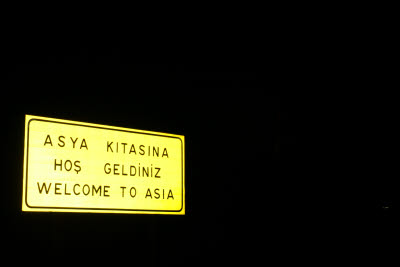 ASYA KITASINA
HOŞ GELDİNİZ
WELCOME TO ASIA